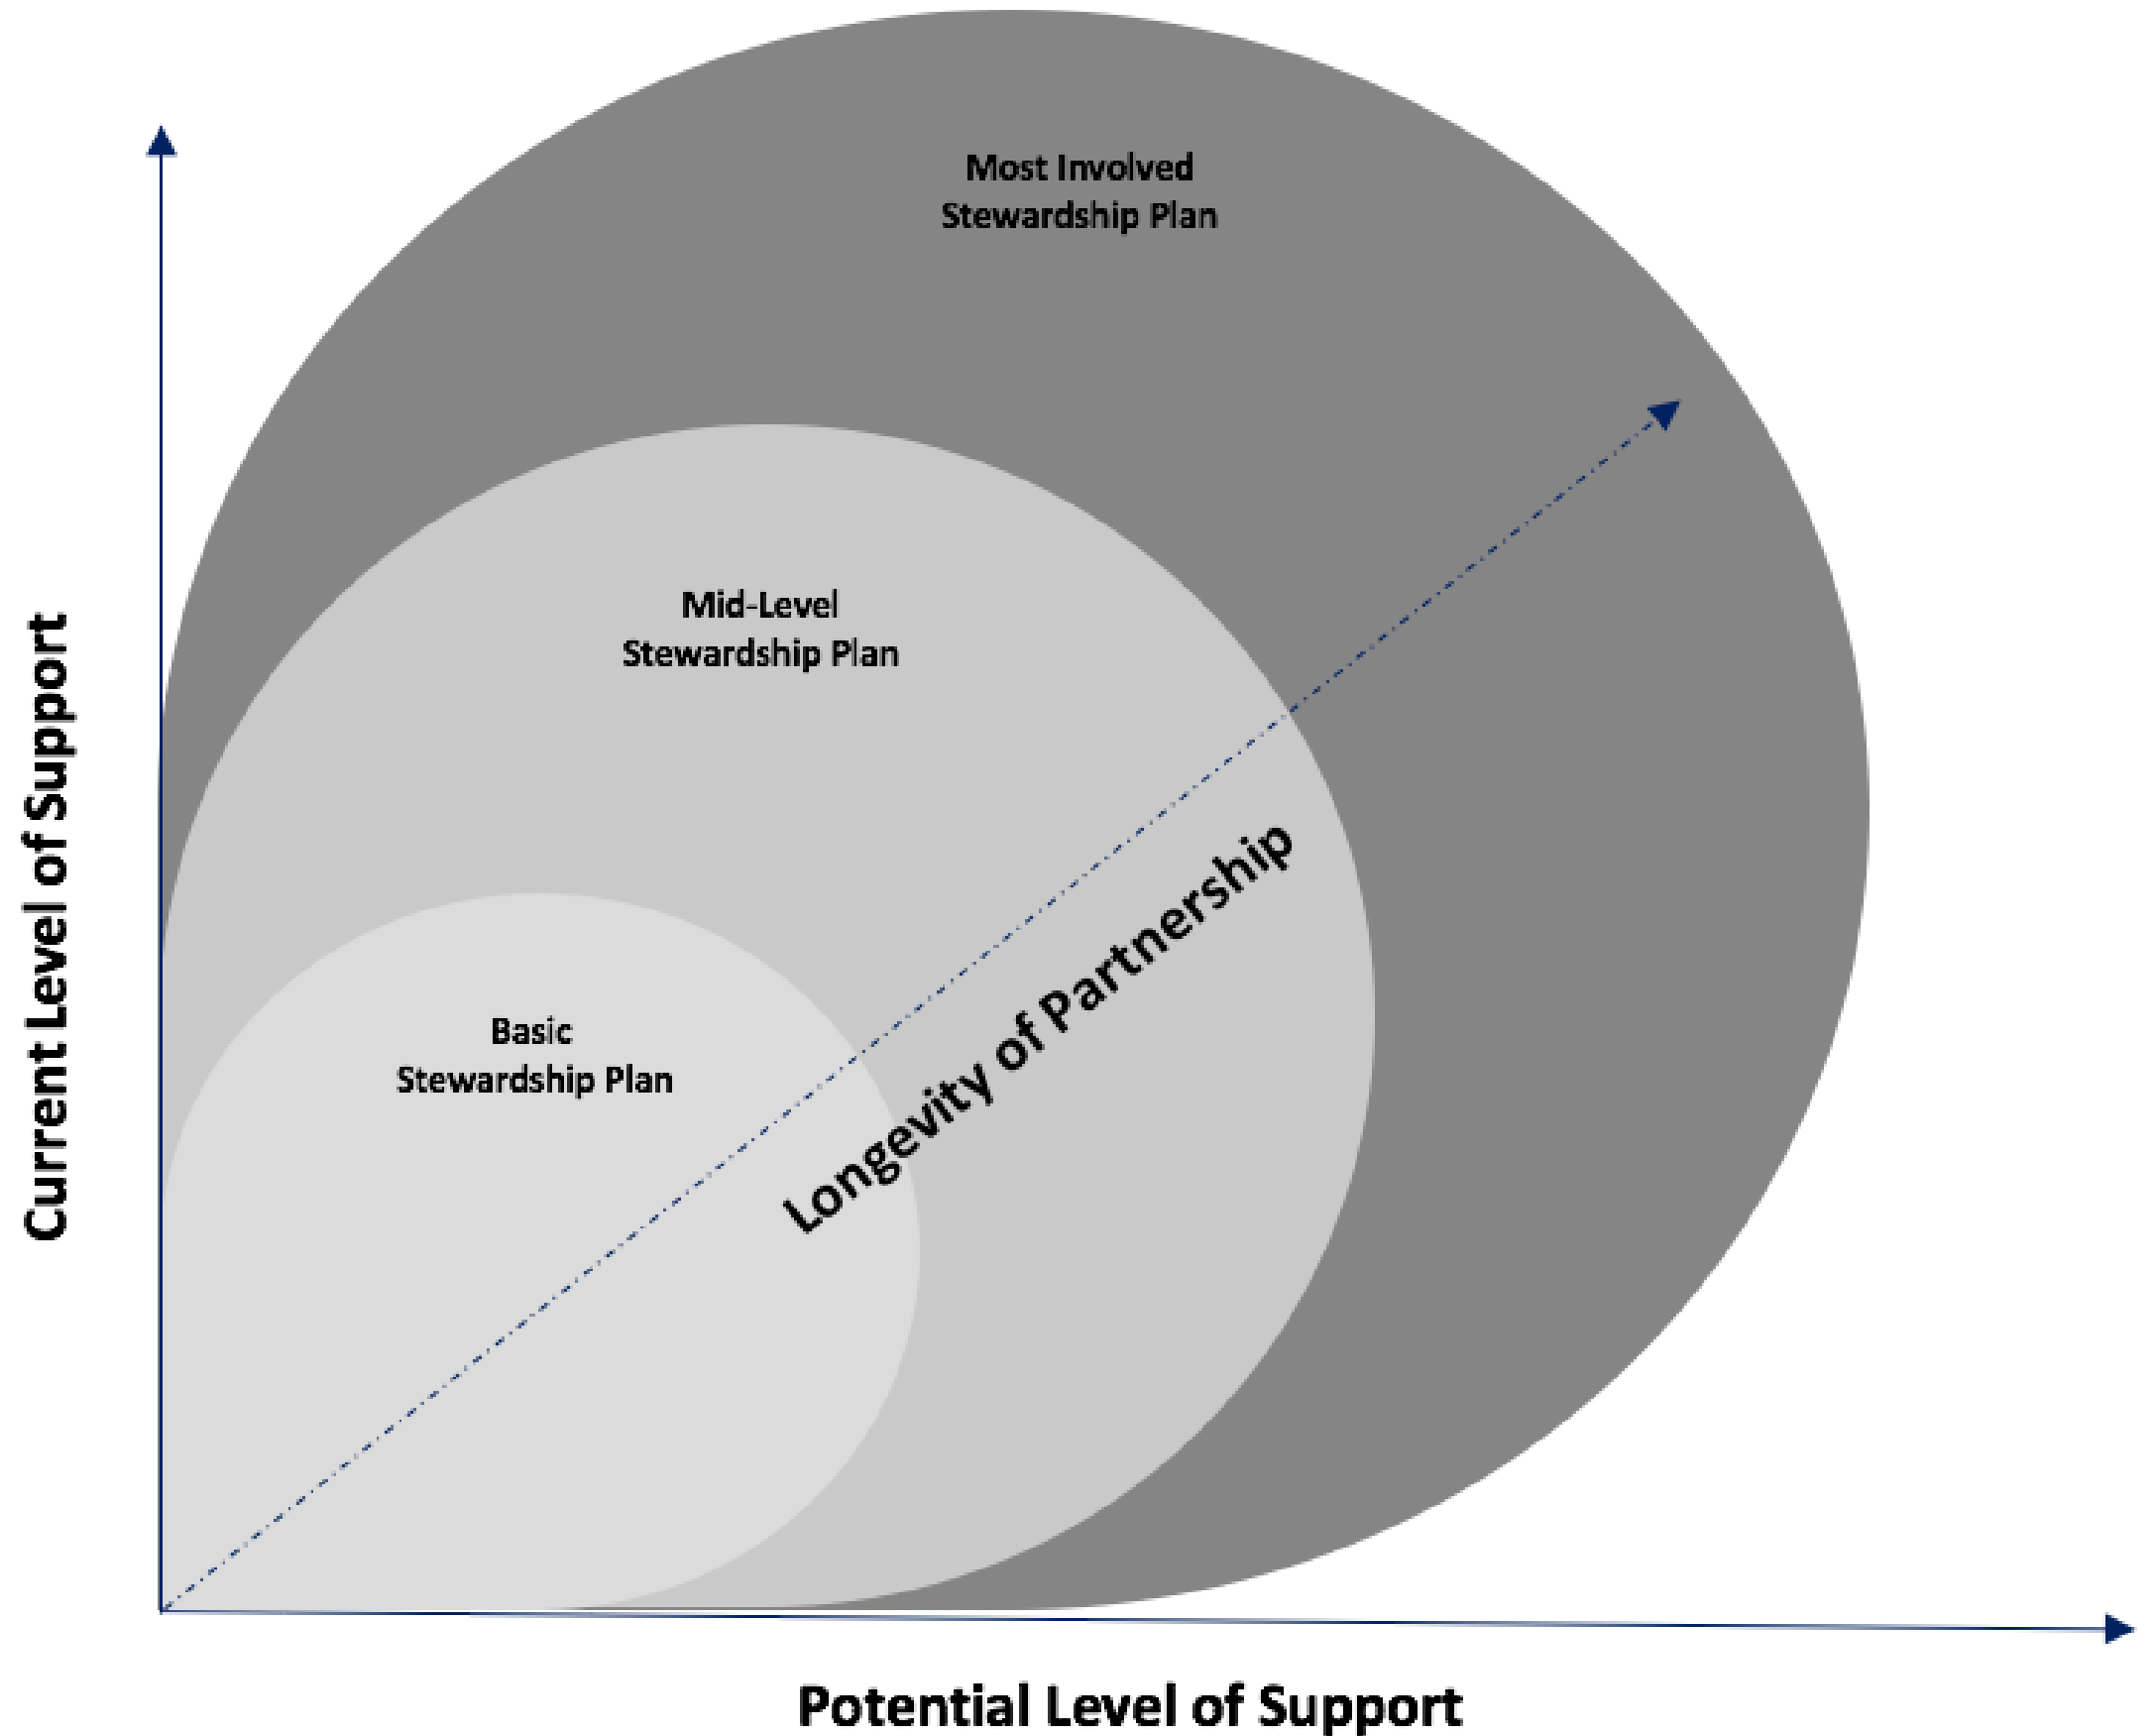 Most Involved
Stewardship Plan
Mid-Level
Stewardship Plan
Basic
Stewardship Plan
Longevity of Partnership
Current Level of Support
Potential Level of Support